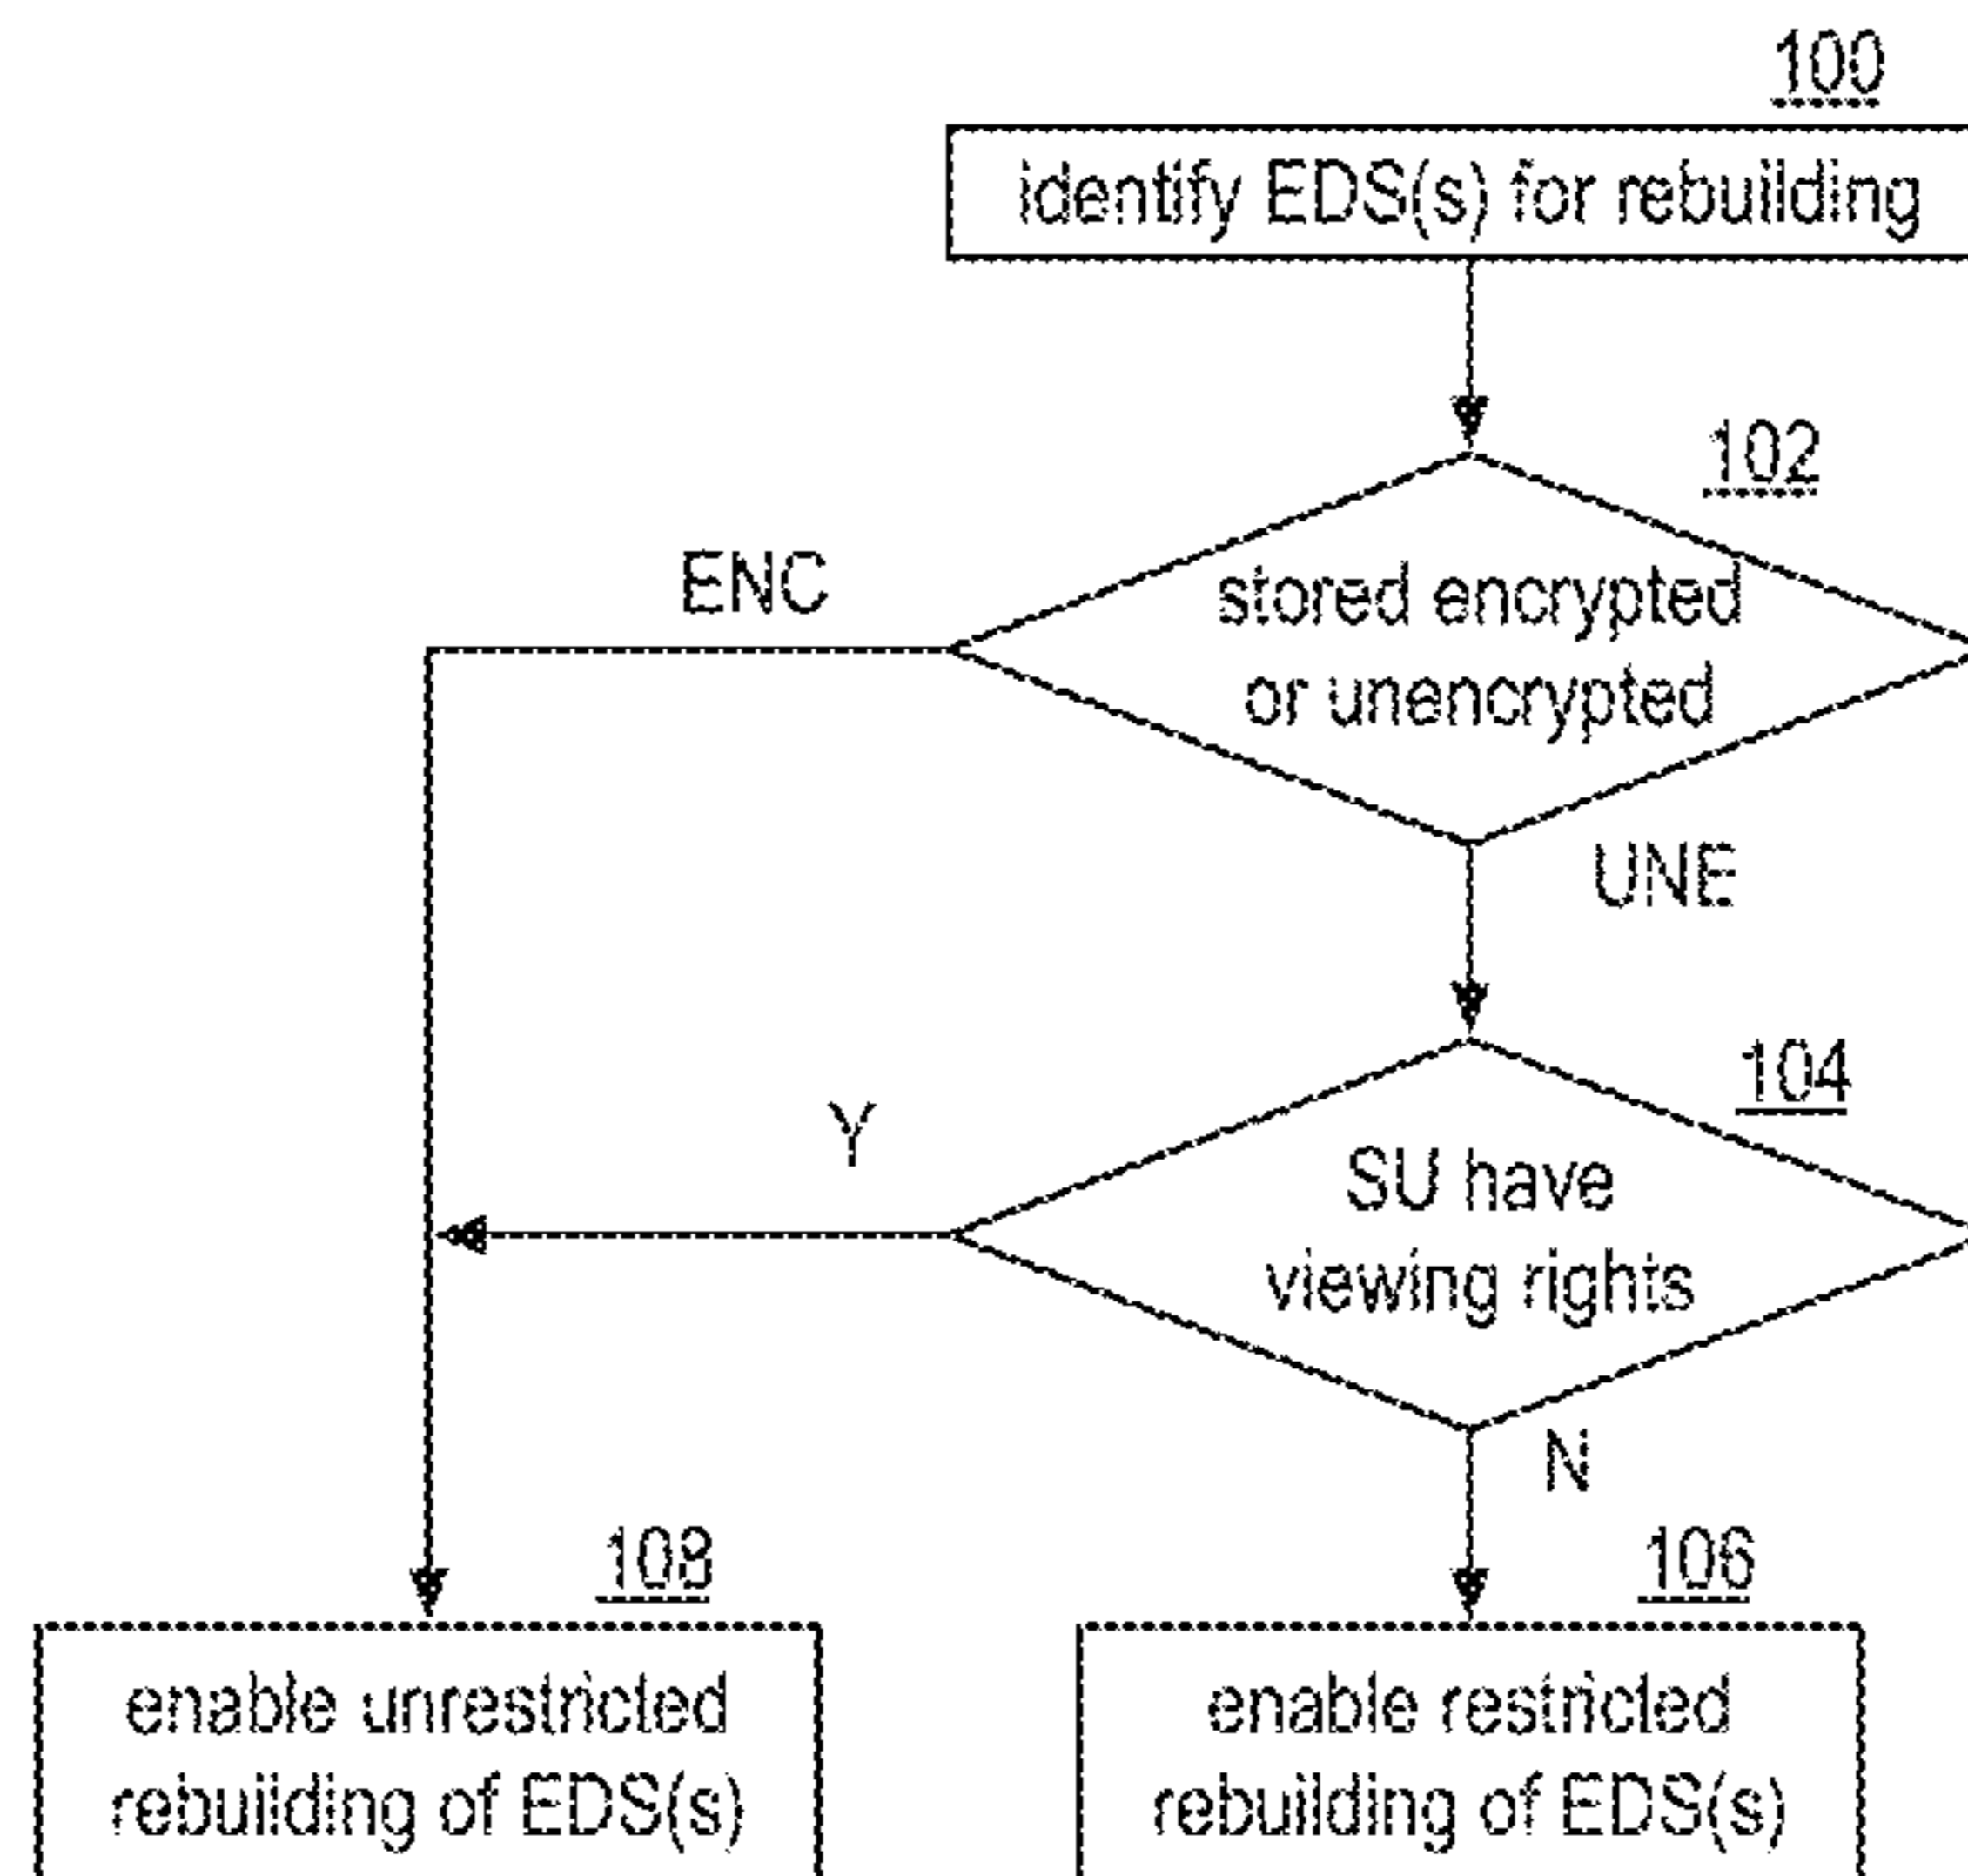 100
identify EDS(s) for rebuilding
102
ENC
stored encrypted
or unencrypted
UNE
104
Y
SU have
viewing rights
N
108
106
enable unrestricted
rebuilding of EDS(s)
enable restricted
rebuilding of EDS(s)